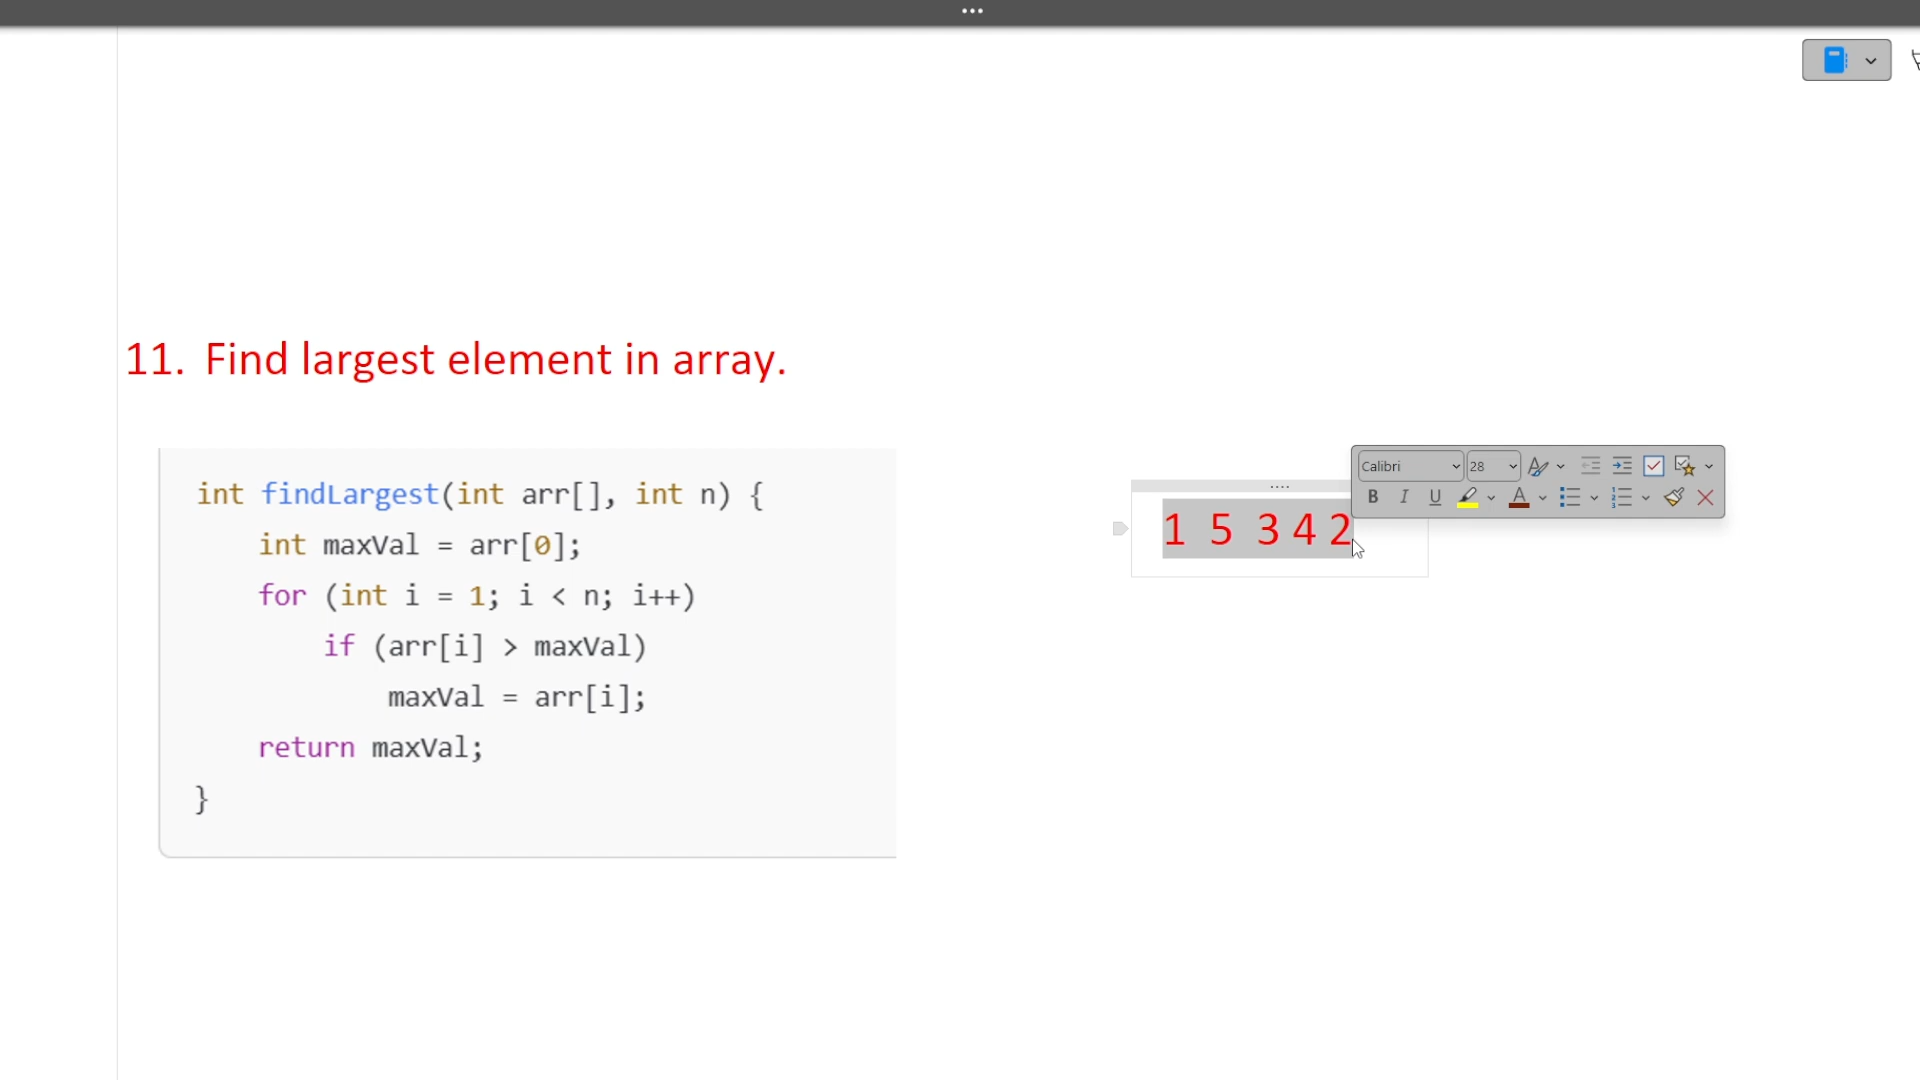 11. Find largest element in array.
int findLargest(int arr[], int n) {
int maxVal = arr[0];
for (int i = 1; i < n; i++)
if (arr[i] > maxVal)
maxVal = arr[i];
return maxVal;
}
1 5 3 4 2
Calibri 28
B I U A